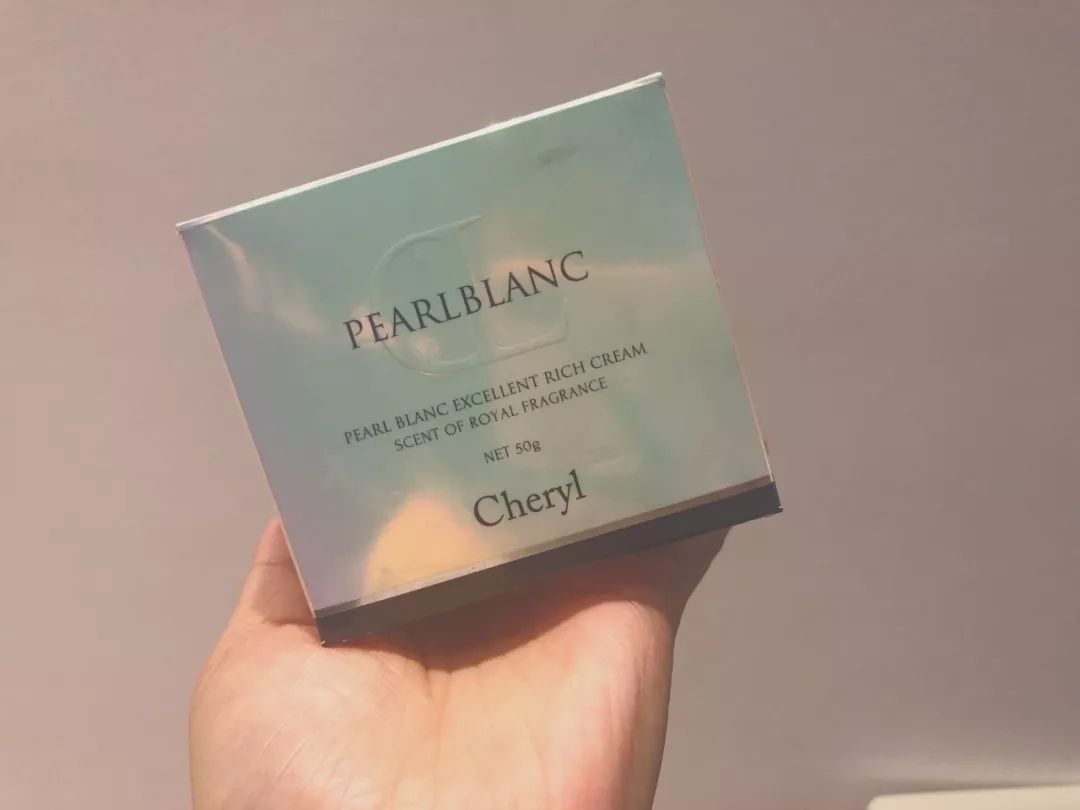 PEARLBLANC
PEARL BLANC EXCELLENT RICH CREAM
SCENT OF ROYAL FRAGRANCE
NET 50g
Cheryl